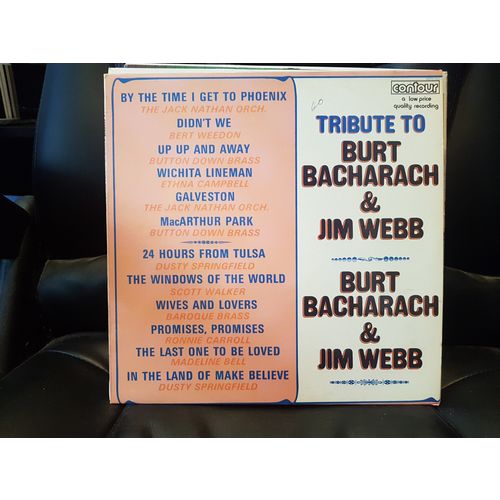 BY THE TIME I GET TO PHOENIX
THE JACK NATHAN ORCH.
DIDN'T WE
BERT WEEDON
UP UP AND AWAY
BUTTON DOWN BRASS
WICHITA LINEMAN
ETHNA CAMPBELL
GALVESTON
THE JACK NATHAN ORCH.
MacARTHUR PARK
BUTTON DOWN BRASS
24 HOURS FROM TULSA
DUSTY SPRINGFIELD
THE WINDOWS OF THE WORLD
SCOTT WALKER
WIVES AND LOVERS
BAROQUE BRASS
PROMISES, PROMISES
RONNIE CARROLL
THE LAST ONE TO BE LOVED
MADELINE BELL
IN THE LAND OF MAKE BELIEVE
DUSTY SPRINGFIELD
contour
a low price
quality recording
TRIBUTE TO
BURT
BACHARACH
&
JIM WEBB
BURT
BACHARACH
&
JIM WEBB